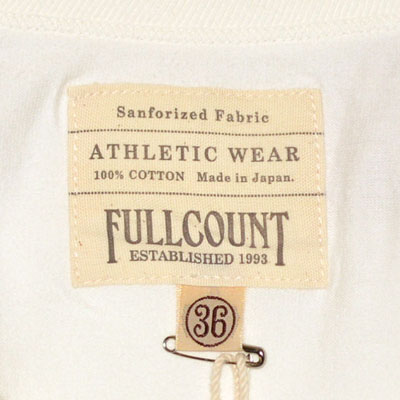 Sanforized Fabric
ATHLETIC WEAR
100% COTTON Made in Japan.
FULLCOUNT
ESTABLISHED 1993
36